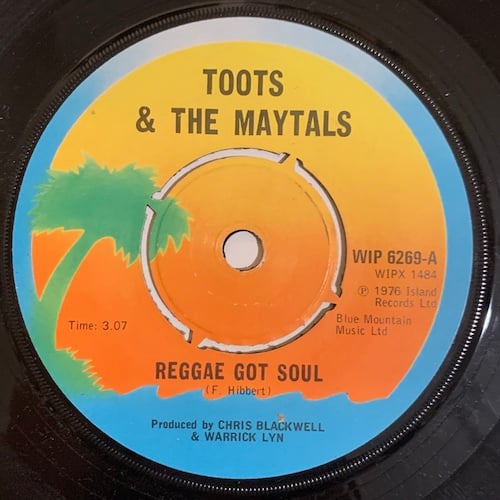 TOOTS
& THE MAYTALS
WIP 6269-A
WIPX 1484
℗ 1976 Island
Records Ltd
Blue Mountain
Music Ltd
Time: 3.07
REGGAE GOT SOUL
(F. Hibbert)
Produced by CHRIS BLACKWELL
& WARRICK LYN